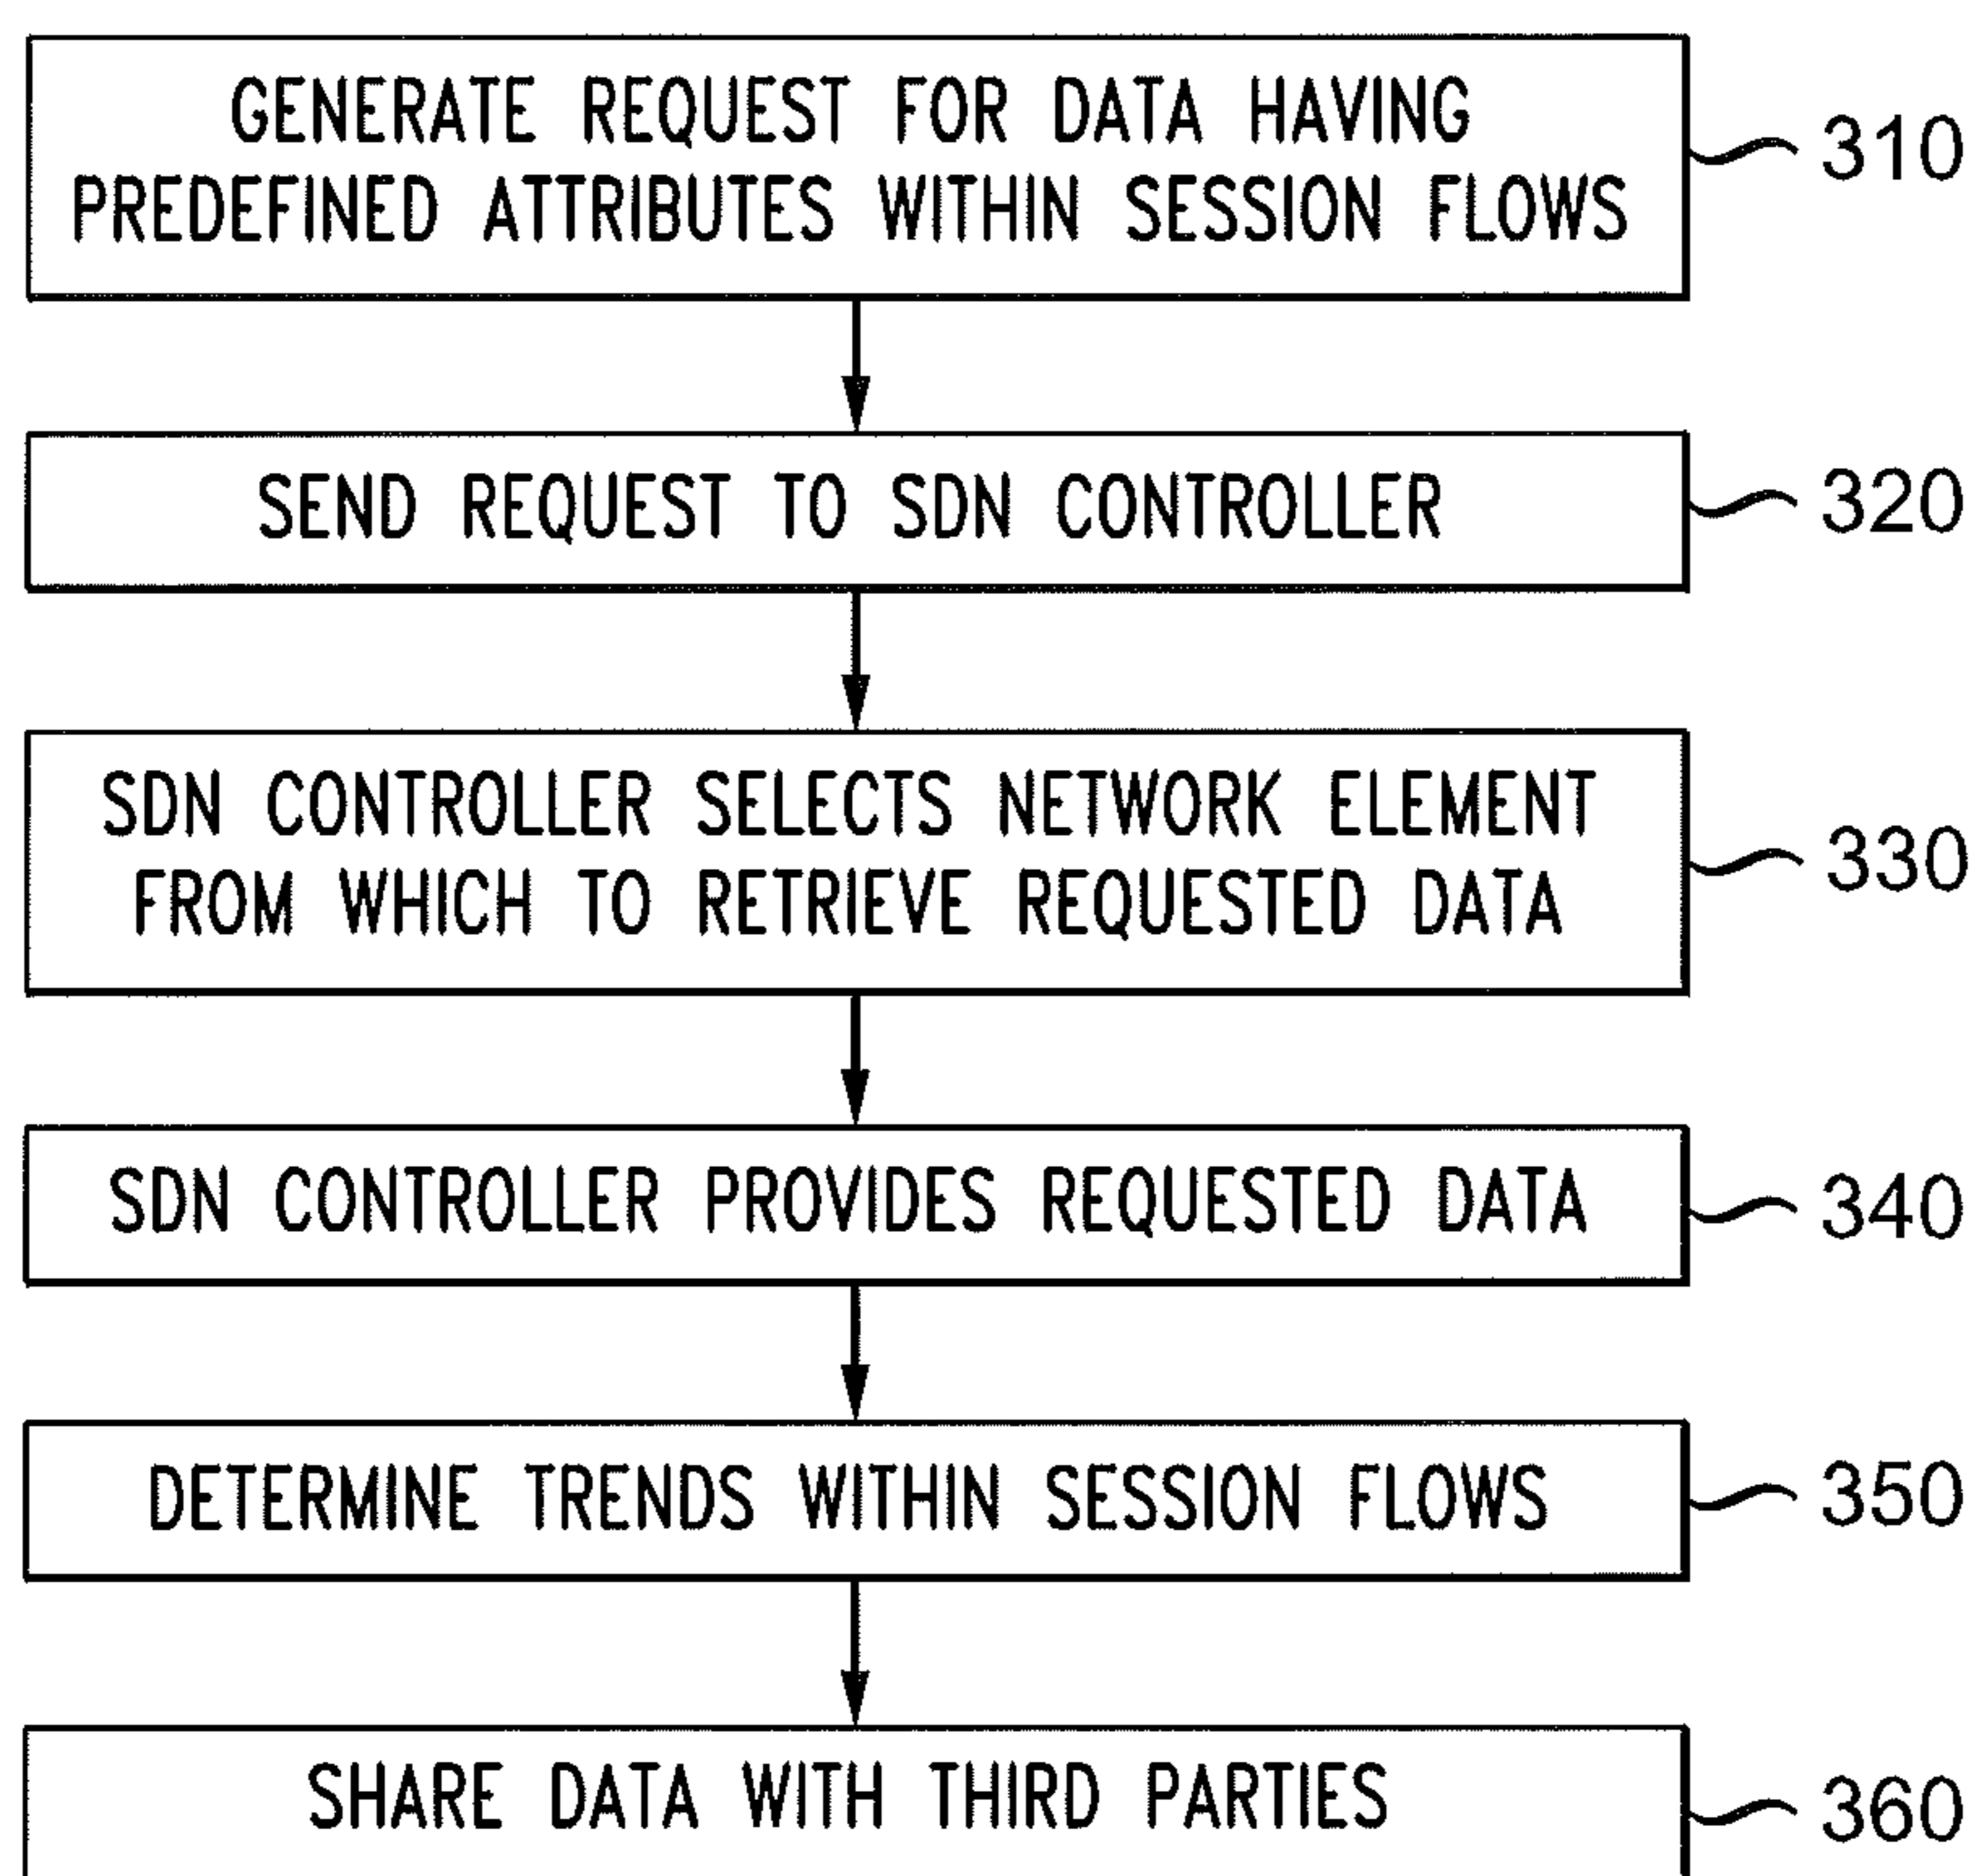 GENERATE REQUEST FOR DATA HAVING
PREDEFINED ATTRIBUTES WITHIN SESSION FLOWS
310
SEND REQUEST TO SDN CONTROLLER
320
SDN CONTROLLER SELECTS NETWORK ELEMENT
FROM WHICH TO RETRIEVE REQUESTED DATA
330
SDN CONTROLLER PROVIDES REQUESTED DATA
340
DETERMINE TRENDS WITHIN SESSION FLOWS
350
SHARE DATA WITH THIRD PARTIES
360